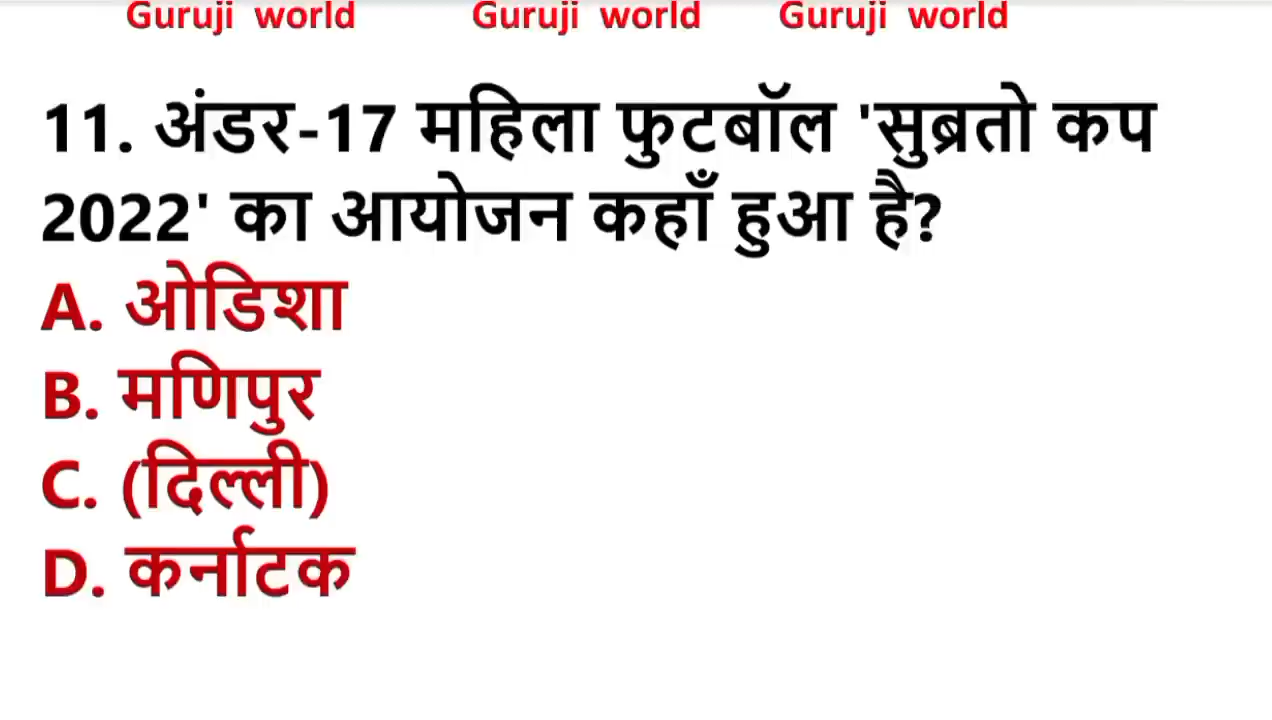 Guruji world Guruji world Guruji world
11. अंडर-17 महिला फुटबॉल 'सुब्रतो कप
2022' का आयोजन कहाँ हुआ है?
A. ओडिशा
B. मणिपुर
C. (दिल्ली)
D. कर्नाटक